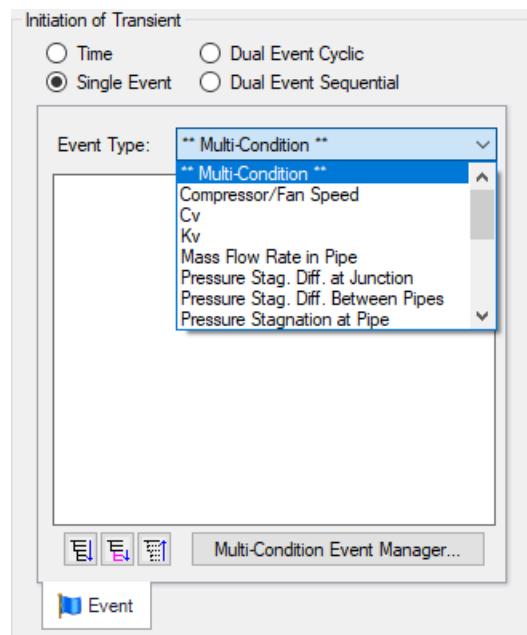 Initiation of Transient
Time
Dual Event Cyclic
Single Event
Dual Event Sequential
Event Type:
** Multi-Condition **
** Multi-Condition **
Compressor/Fan Speed
Cv
Kv
Mass Flow Rate in Pipe
Pressure Stag. Diff. at Junction
Pressure Stag. Diff. Between Pipes
Pressure Stagnation at Pipe
Multi-Condition Event Manager...
Event